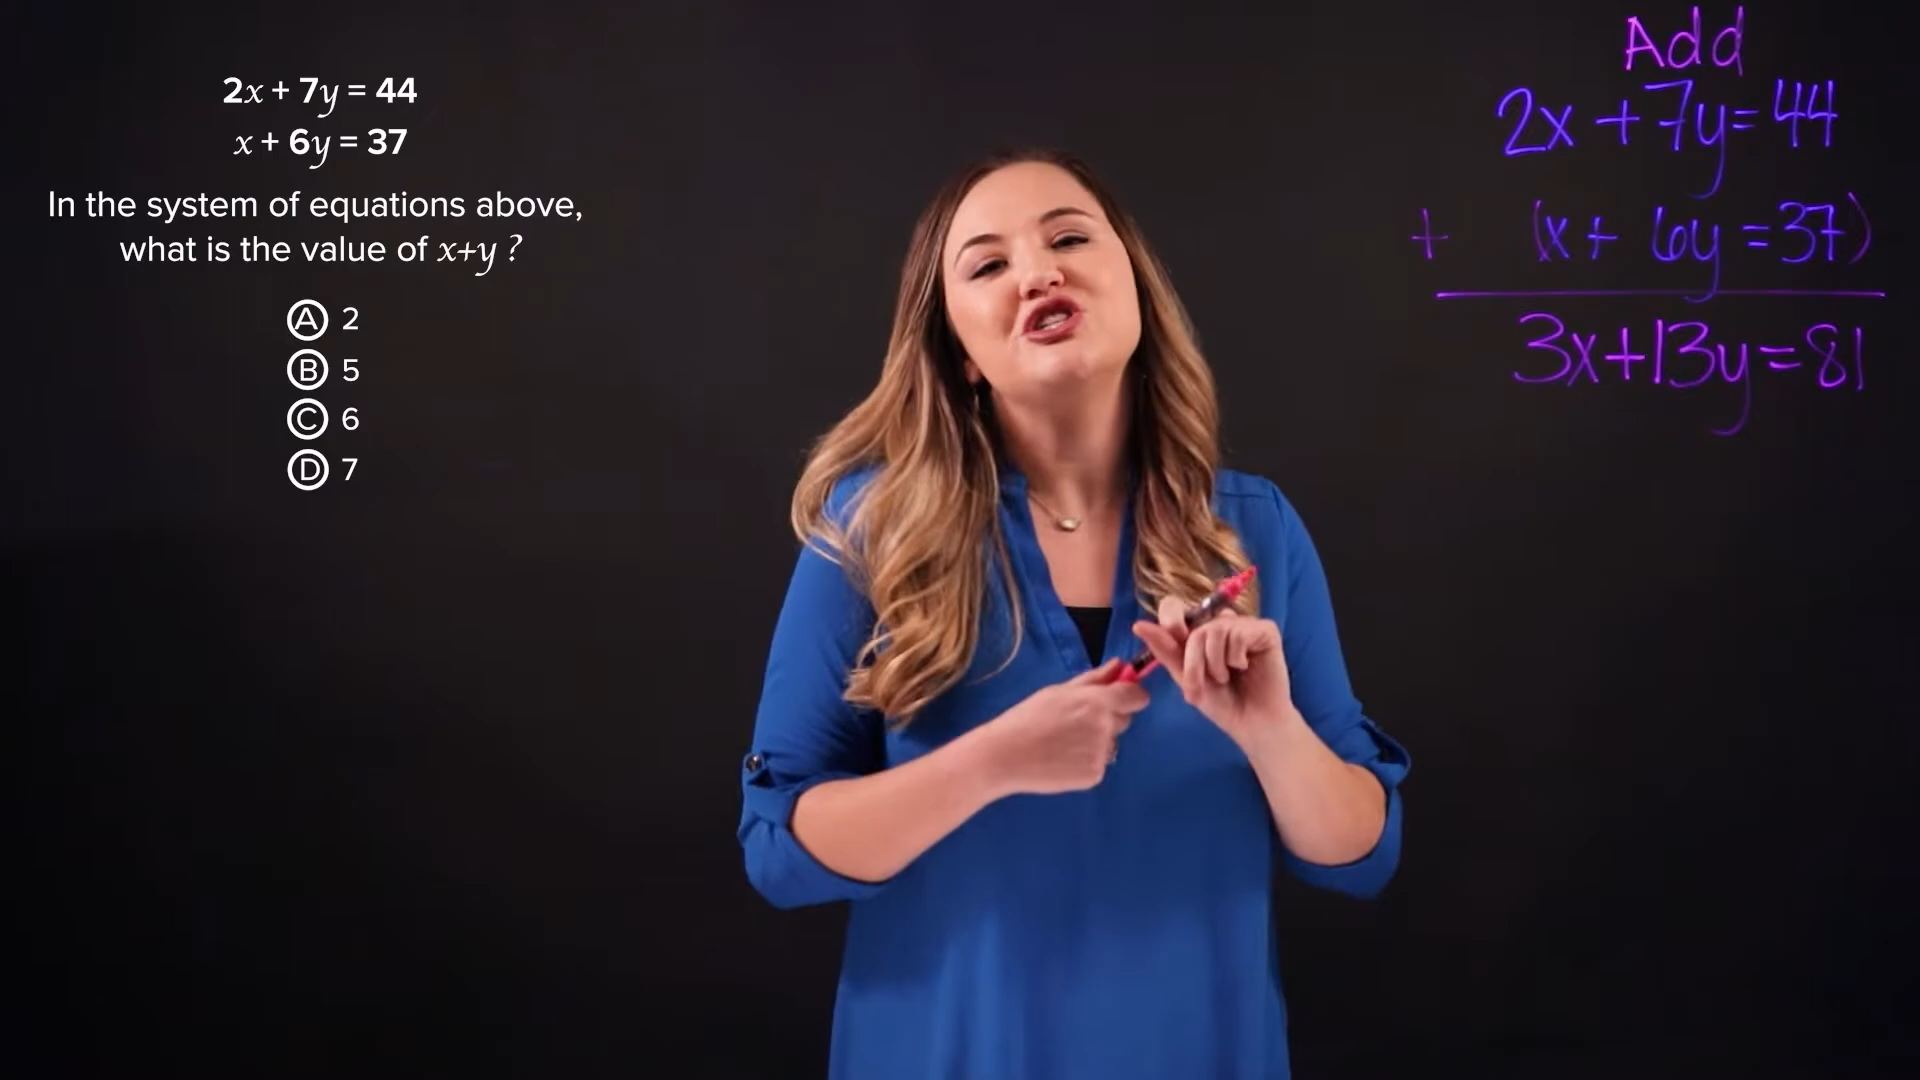 2x + 7y = 44
x + 6y = 37
In the system of equations above,
what is the value of x+y ?
A 2
B 5
C 6
D 7
Add
2x + 7y = 44
+ (x + 6y = 37)
3x + 13y = 81